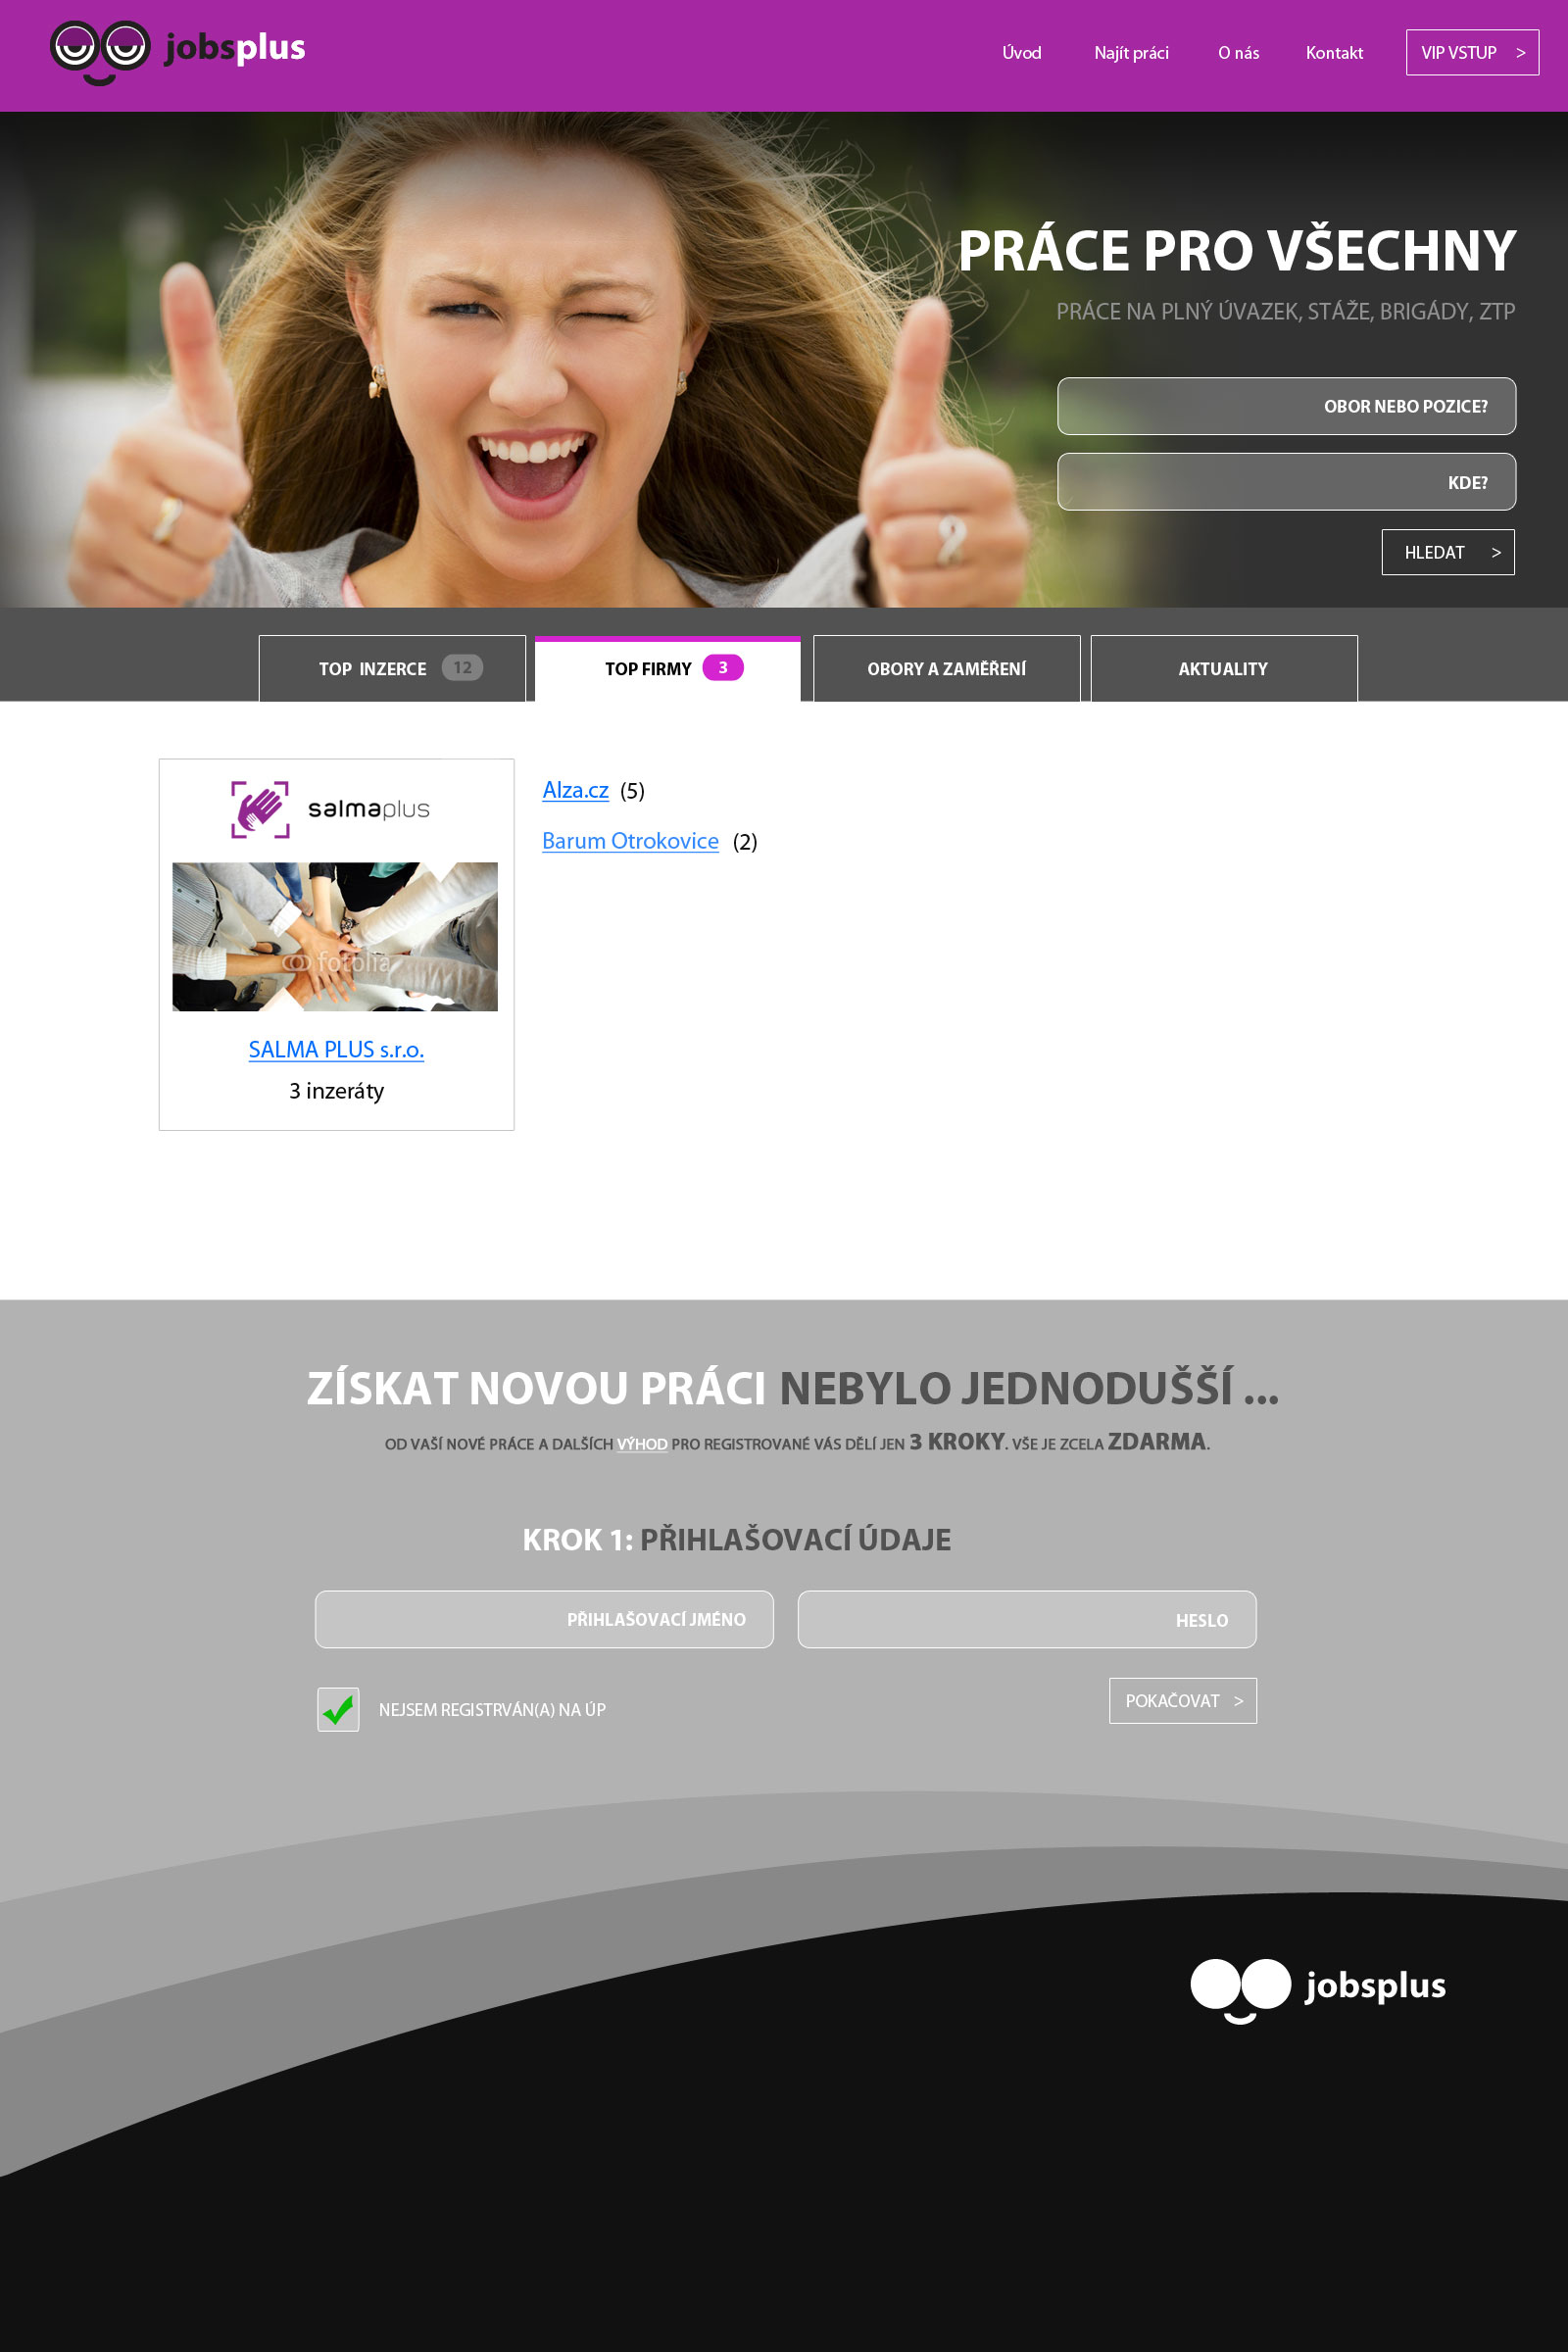 jobsplus
Úvod Najít práci O nás Kontakt VIP VSTUP >
PRÁCE PRO VŠECHNY
PRÁCE NA PLNÝ ÚVAZEK, STÁŽE, BRIGÁDY, ZTP
OBOR NEBO POZICE?
KDE?
HLEDAT >
TOP INZERCE 12 TOP FIRMY 3 OBORY A ZAMĚŘENÍ AKTUALITY
salmaplus
fotolia
SALMA PLUS s.r.o.
3 inzeráty
Alza.cz (5)
Barum Otrokovice (2)
ZÍSKAT NOVOU PRÁCI NEBYLO JEDNODUŠŠÍ ...
OD VAŠÍ NOVÉ PRÁCE A DALŠÍCH VÝHOD PRO REGISTROVANÉ VÁS DĚLÍ JEN 3 KROKY. VŠE JE ZCELA ZDARMA.
KROK 1: PŘIHLAŠOVACÍ ÚDAJE
PŘIHLAŠOVACÍ JMÉNO HESLO
NEJSEM REGISTRVÁN(A) NA ÚP POKAČOVAT >
jobsplus